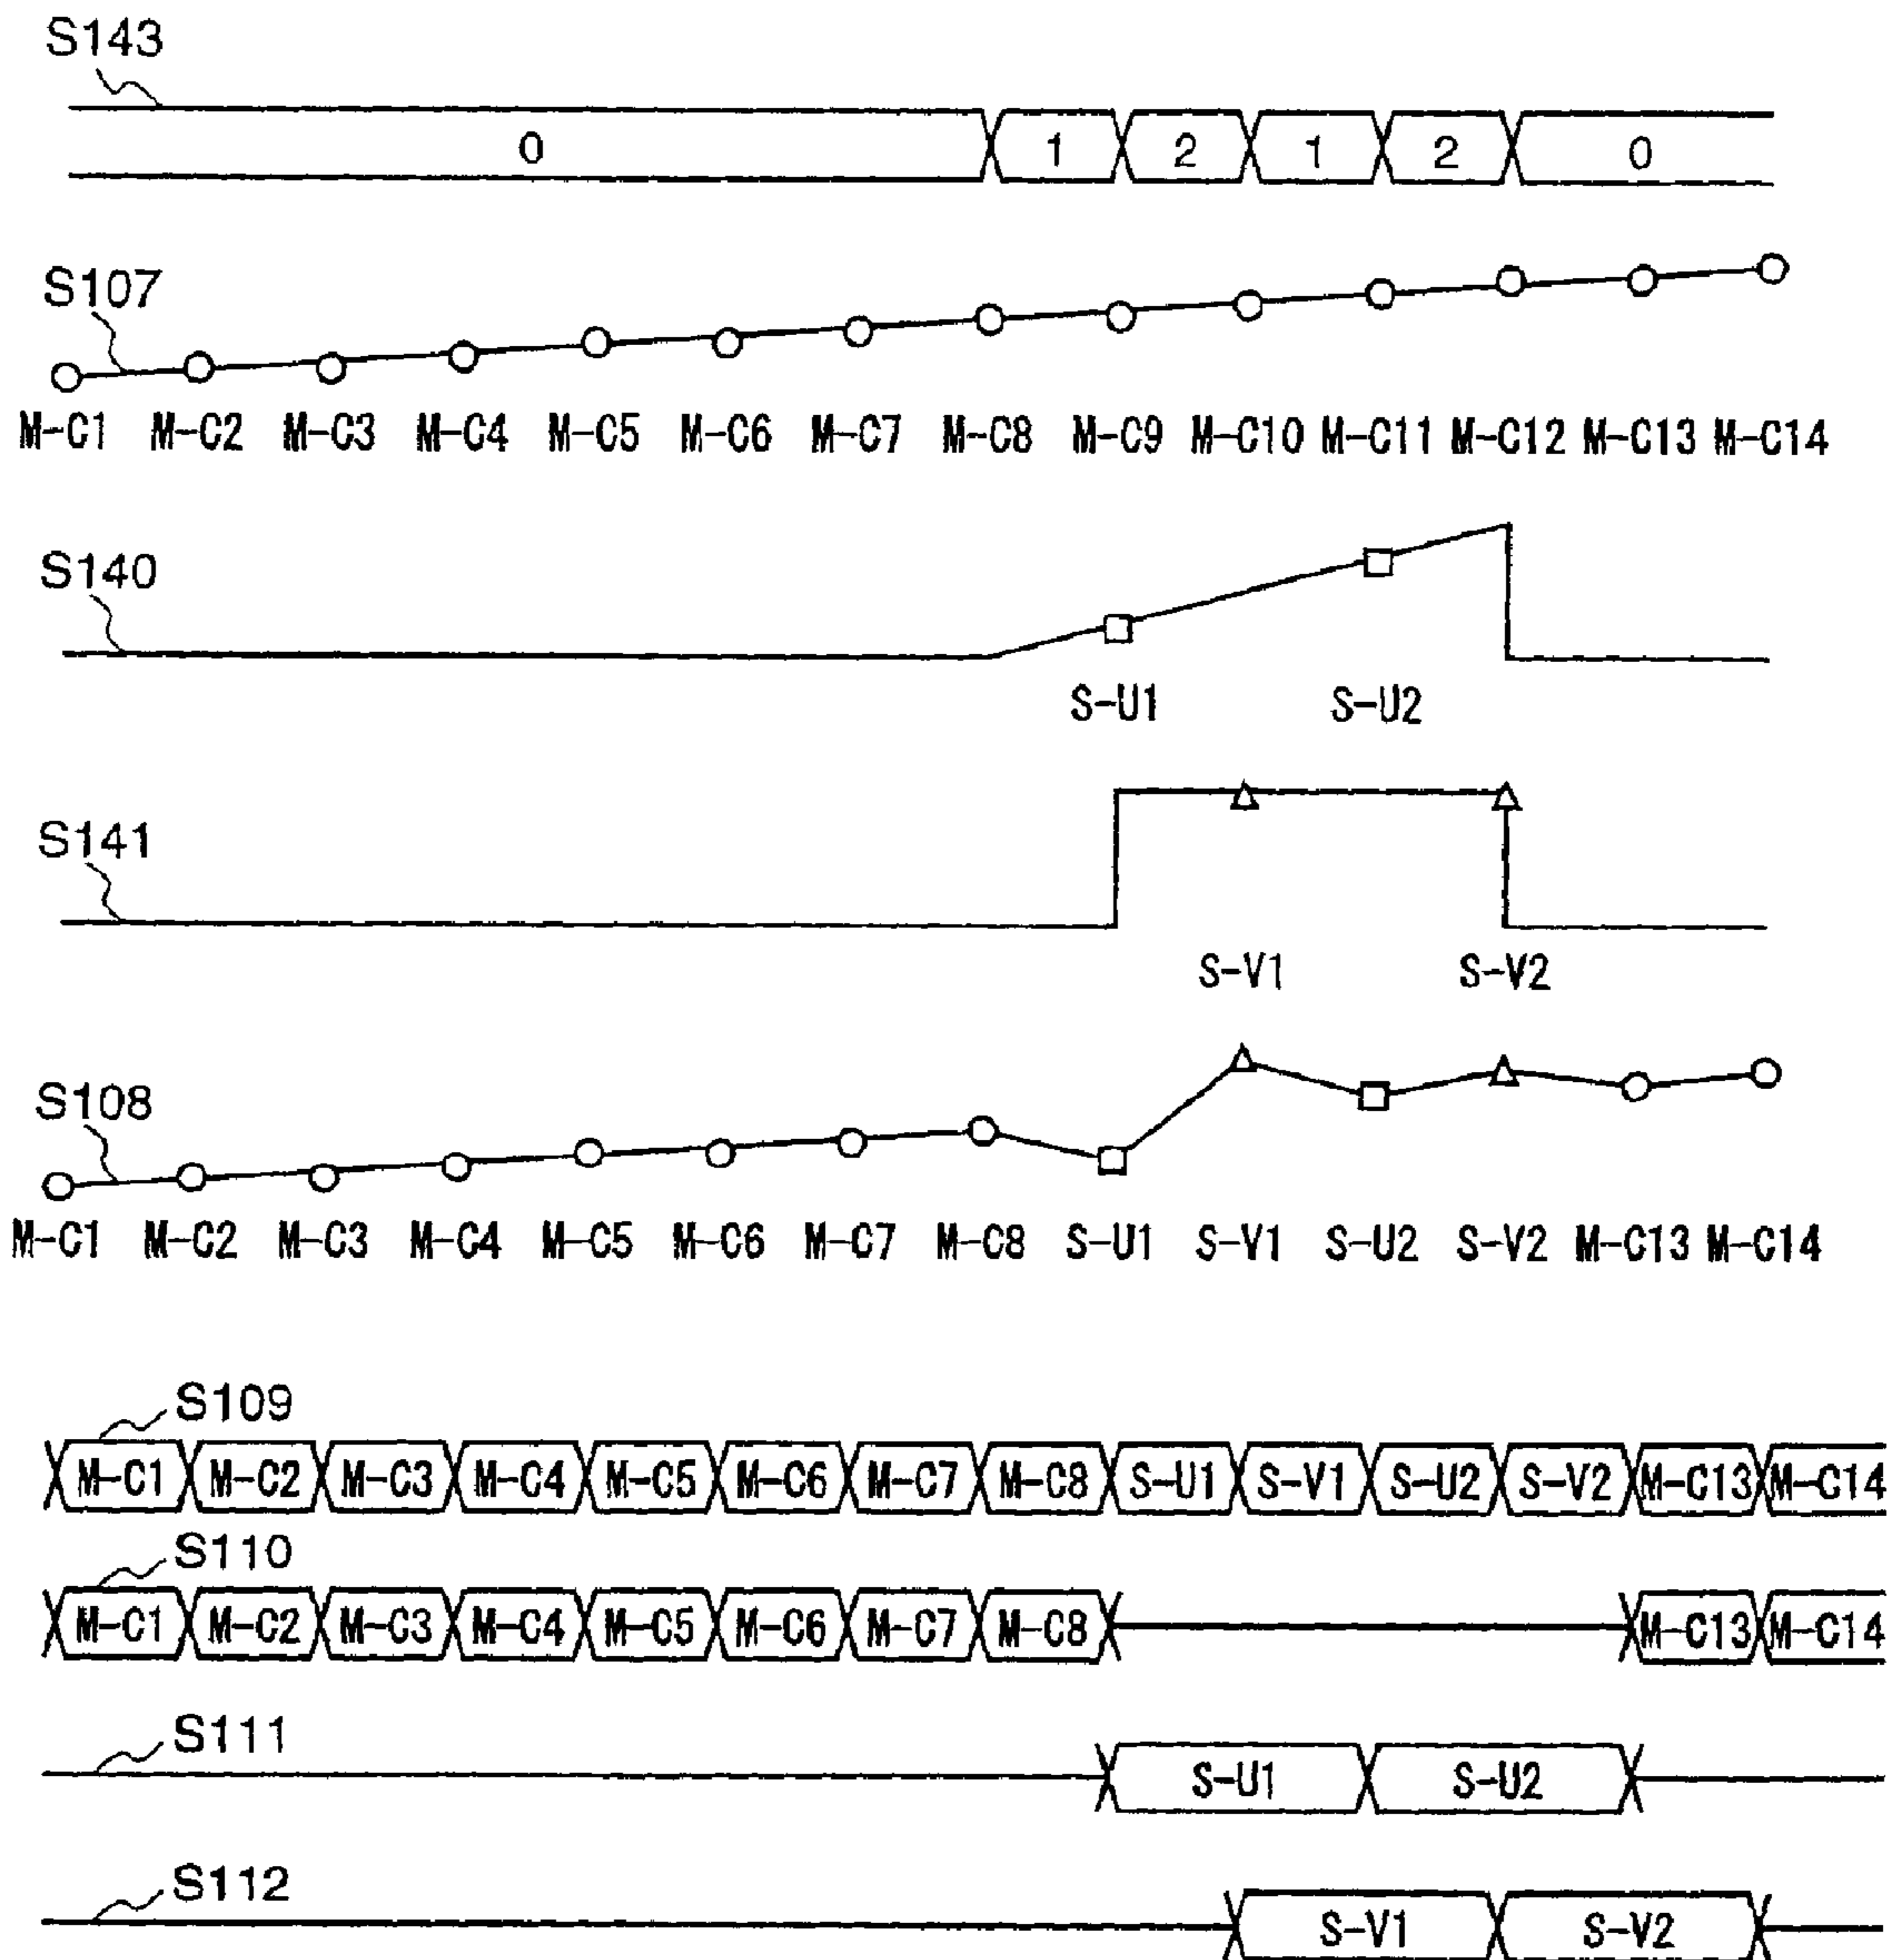 S143
0 1 2 1 2 0
S107
M-C1 M-C2 M-C3 M-C4 M-C5 M-C6 M-C7 M-C8 M-C9 M-C10 M-C11 M-C12 M-C13 M-C14
S140
S-U1 S-U2
S141
S-V1 S-V2
S108
M-C1 M-C2 M-C3 M-C4 M-C5 M-C6 M-C7 M-C8 S-U1 S-V1 S-U2 S-V2 M-C13 M-C14
S109
M-C1 M-C2 M-C3 M-C4 M-C5 M-C6 M-C7 M-C8 S-U1 S-V1 S-U2 S-V2 M-C13 M-C14
S110
M-C1 M-C2 M-C3 M-C4 M-C5 M-C6 M-C7 M-C8 M-C13 M-C14
S111
S-U1 S-U2
S112
S-V1 S-V2